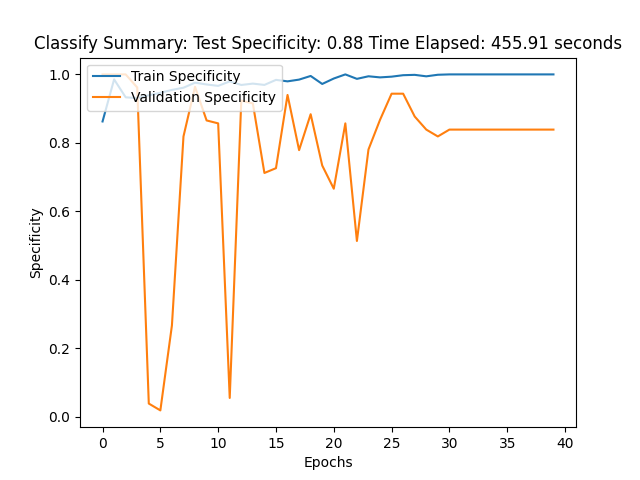 Classify Summary: Test Specificity: 0.88 Time Elapsed: 455.91 seconds
Train Specificity
Validation Specificity
Specificity
1.0
0.8
0.6
0.4
0.2
0.0
0 5 10 15 20 25 30 35 40
Epochs